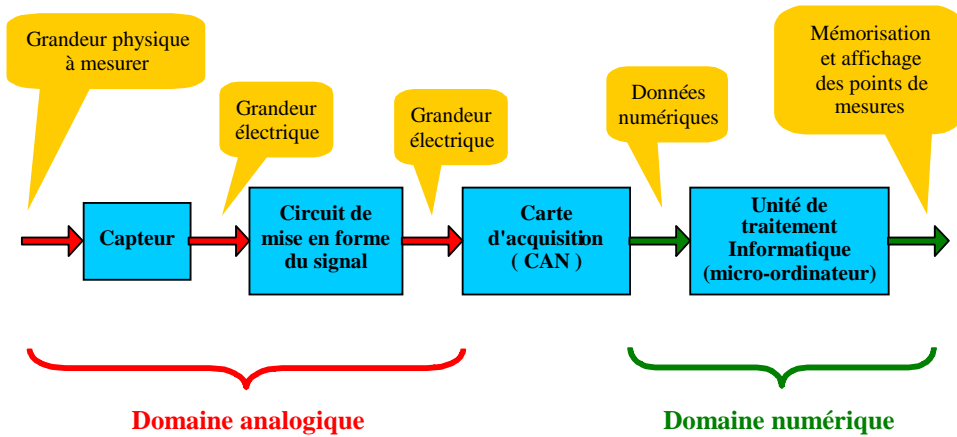 Grandeur physique
à mesurer
Grandeur
électrique
Grandeur
électrique
Données
numériques
Mémorisation
et affichage
des points de
mesures
Capteur
Circuit de
mise en forme
du signal
Carte
d'acquisition
( CAN )
Unité de
traitement
Informatique
(micro-ordinateur)
Domaine analogique
Domaine numérique